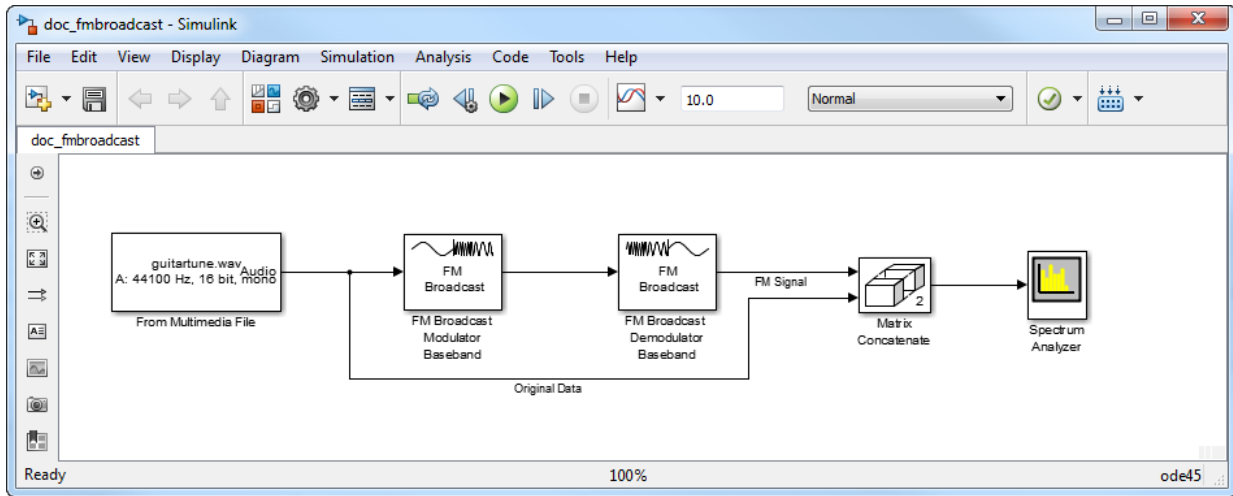 doc_fmbroadcast - Simulink
File Edit View Display Diagram Simulation Analysis Code Tools Help
10.0 Normal
doc_fmbroadcast
guitartune.wav
A: 44100 Hz, 16 bit, mono
Audio
From Multimedia File
FM
Broadcast
FM Broadcast
Modulator
Baseband
FM
Broadcast
FM Broadcast
Demodulator
Baseband
FM Signal
Original Data
2
Matrix
Concatenate
Spectrum
Analyzer
Ready 100% ode45